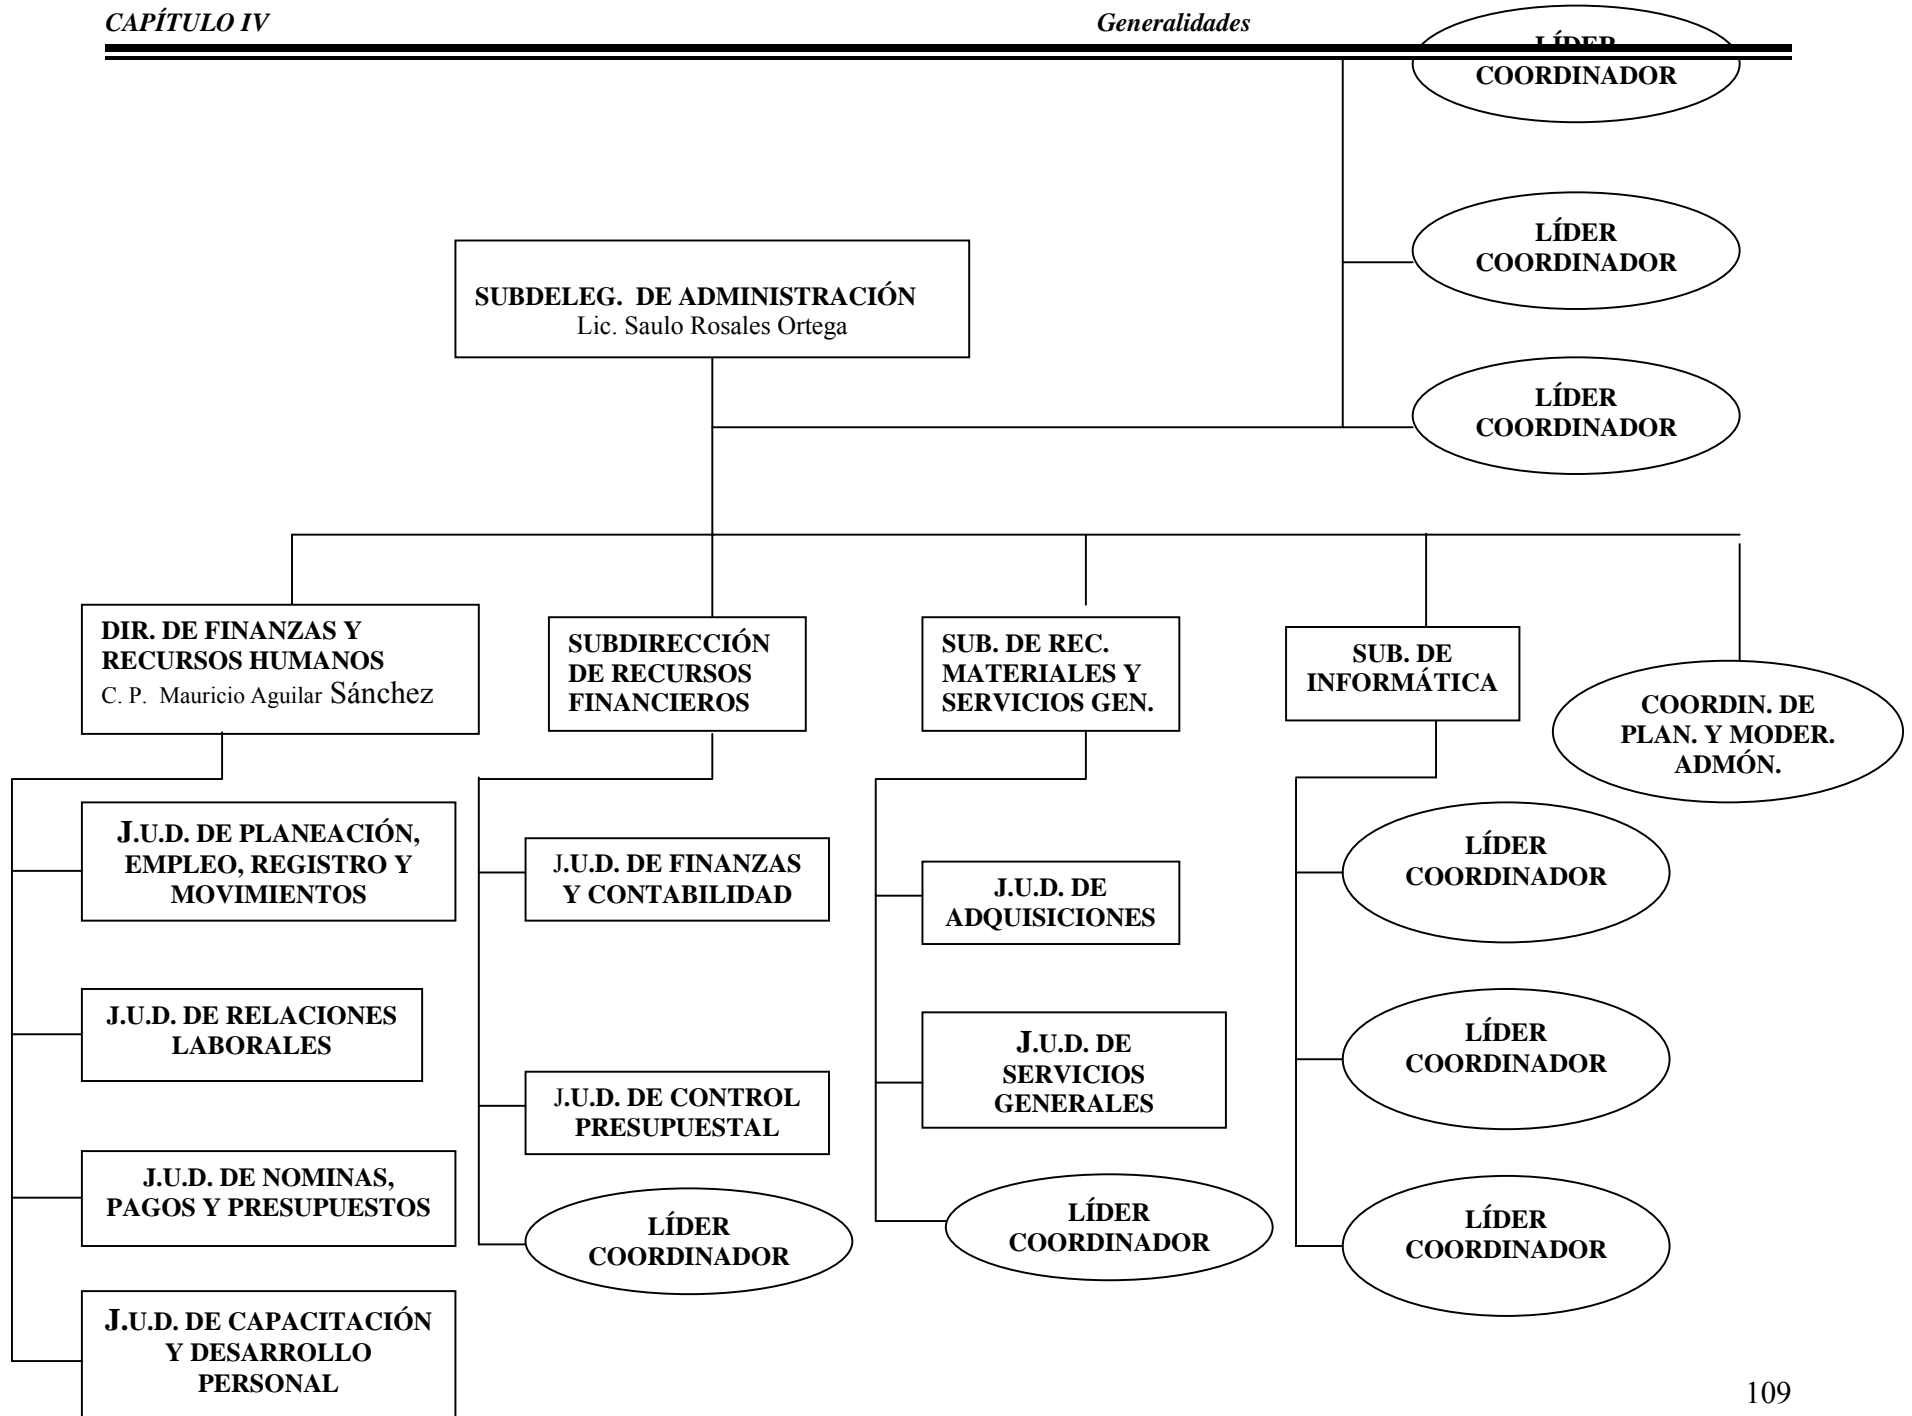 CAPÍTULO IV Generalidades
LÍDER
COORDINADOR
LÍDER
COORDINADOR
SUBDELEG. DE ADMINISTRACIÓN
Lic. Saulo Rosales Ortega
LÍDER
COORDINADOR
DIR. DE FINANZAS Y
RECURSOS HUMANOS
C. P. Mauricio Aguilar Sánchez
SUBDIRECCIÓN
DE RECURSOS
FINANCIEROS
SUB. DE REC.
MATERIALES Y
SERVICIOS GEN.
SUB. DE
INFORMÁTICA
COORDIN. DE
PLAN. Y MODER.
ADMÓN.
J.U.D. DE PLANEACIÓN,
EMPLEO, REGISTRO Y
MOVIMIENTOS
J.U.D. DE RELACIONES
LABORALES
J.U.D. DE NOMINAS,
PAGOS Y PRESUPUESTOS
J.U.D. DE CAPACITACIÓN
Y DESARROLLO
PERSONAL
J.U.D. DE FINANZAS
Y CONTABILIDAD
J.U.D. DE CONTROL
PRESUPUESTAL
LÍDER
COORDINADOR
J.U.D. DE
ADQUISICIONES
J.U.D. DE
SERVICIOS
GENERALES
LÍDER
COORDINADOR
LÍDER
COORDINADOR
LÍDER
COORDINADOR
LÍDER
COORDINADOR
109